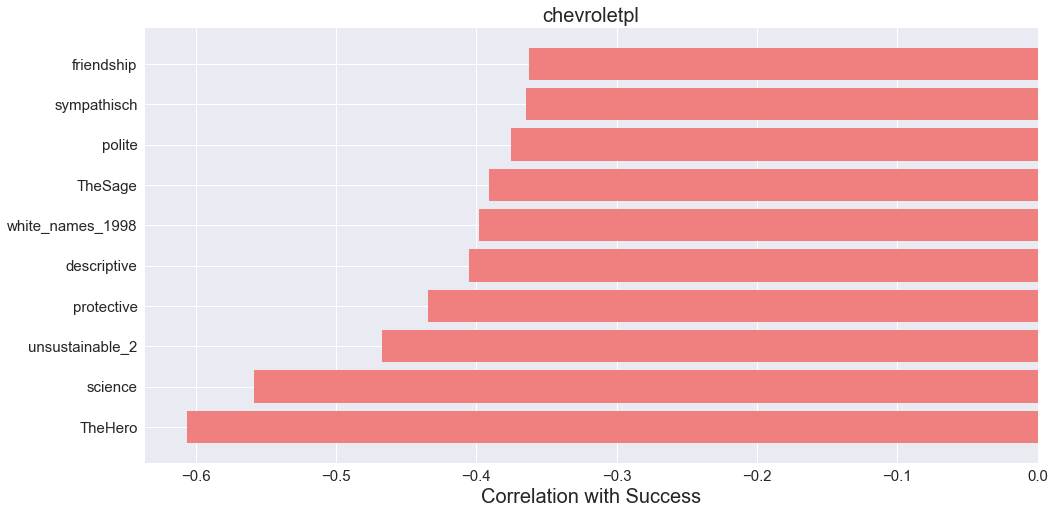 chevroletpl
friendship
sympathisch
polite
TheSage
white_names_1998
descriptive
protective
unsustainable_2
science
TheHero
−0.6 −0.5 −0.4 −0.3 −0.2 −0.1 0.0
Correlation with Success